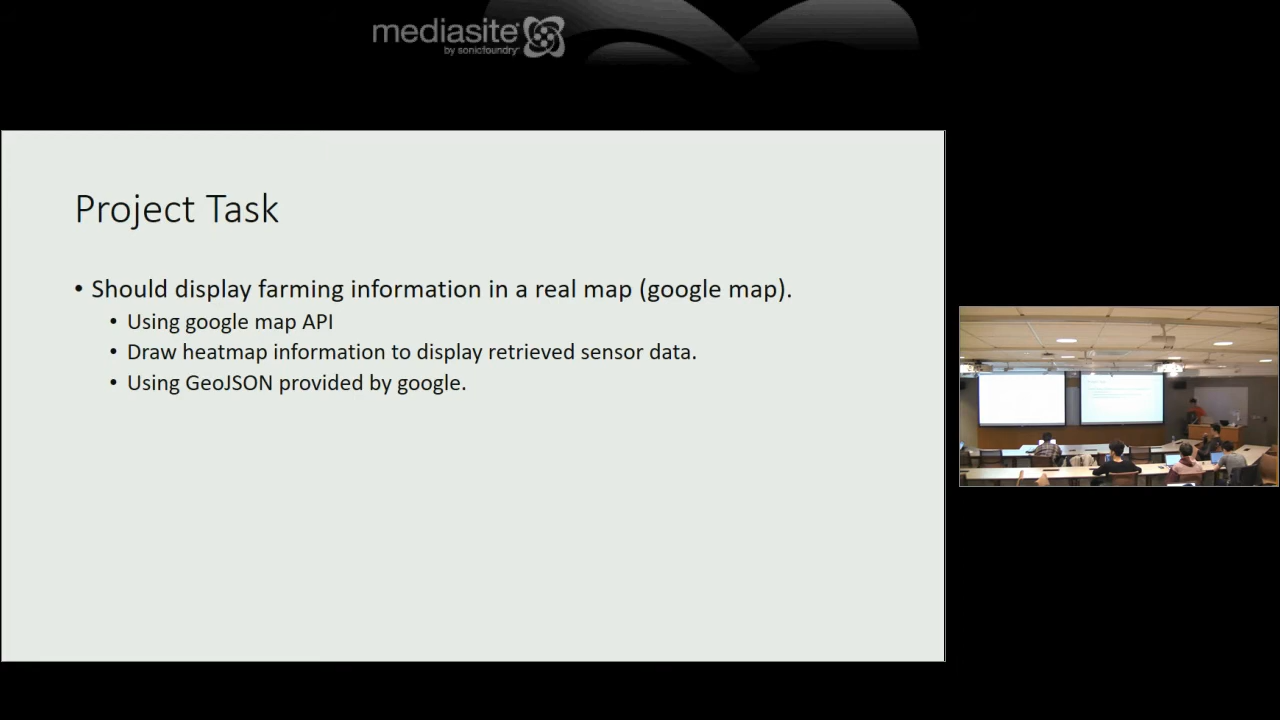 mediasite
by sonicfoundry
Project Task
• Should display farming information in a real map (google map).
• Using google map API
• Draw heatmap information to display retrieved sensor data.
• Using GeoJSON provided by google.